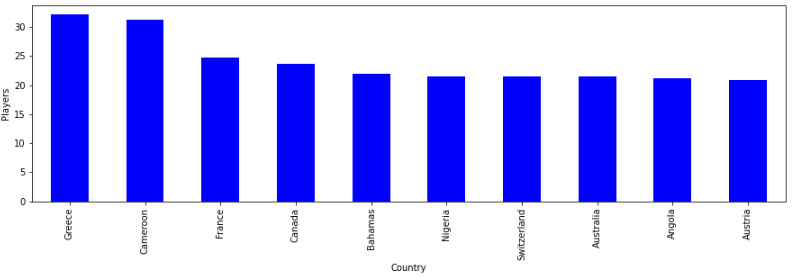 Players
30
25
20
15
10
5
0
Greece
Cameroon
France
Canada
Bahamas
Nigeria
Switzerland
Australia
Angola
Austria
Country